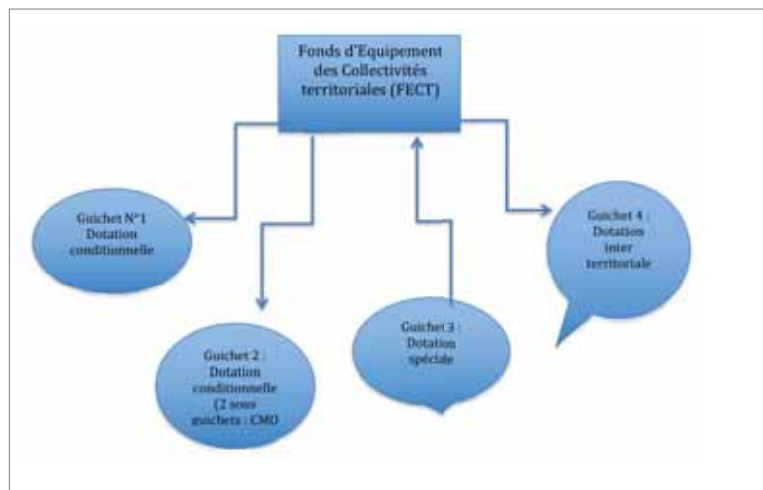 Fonds d'Equipement
des Collectivités
territoriales (FECT)
Guichet N°1
Dotation
conditionnelle
Guichet 2 :
Dotation
conditionnelle
(2 sous
guichets : CMO
Guichet 3 :
Dotation
spéciale
Guichet 4 :
Dotation
inter
territoriale